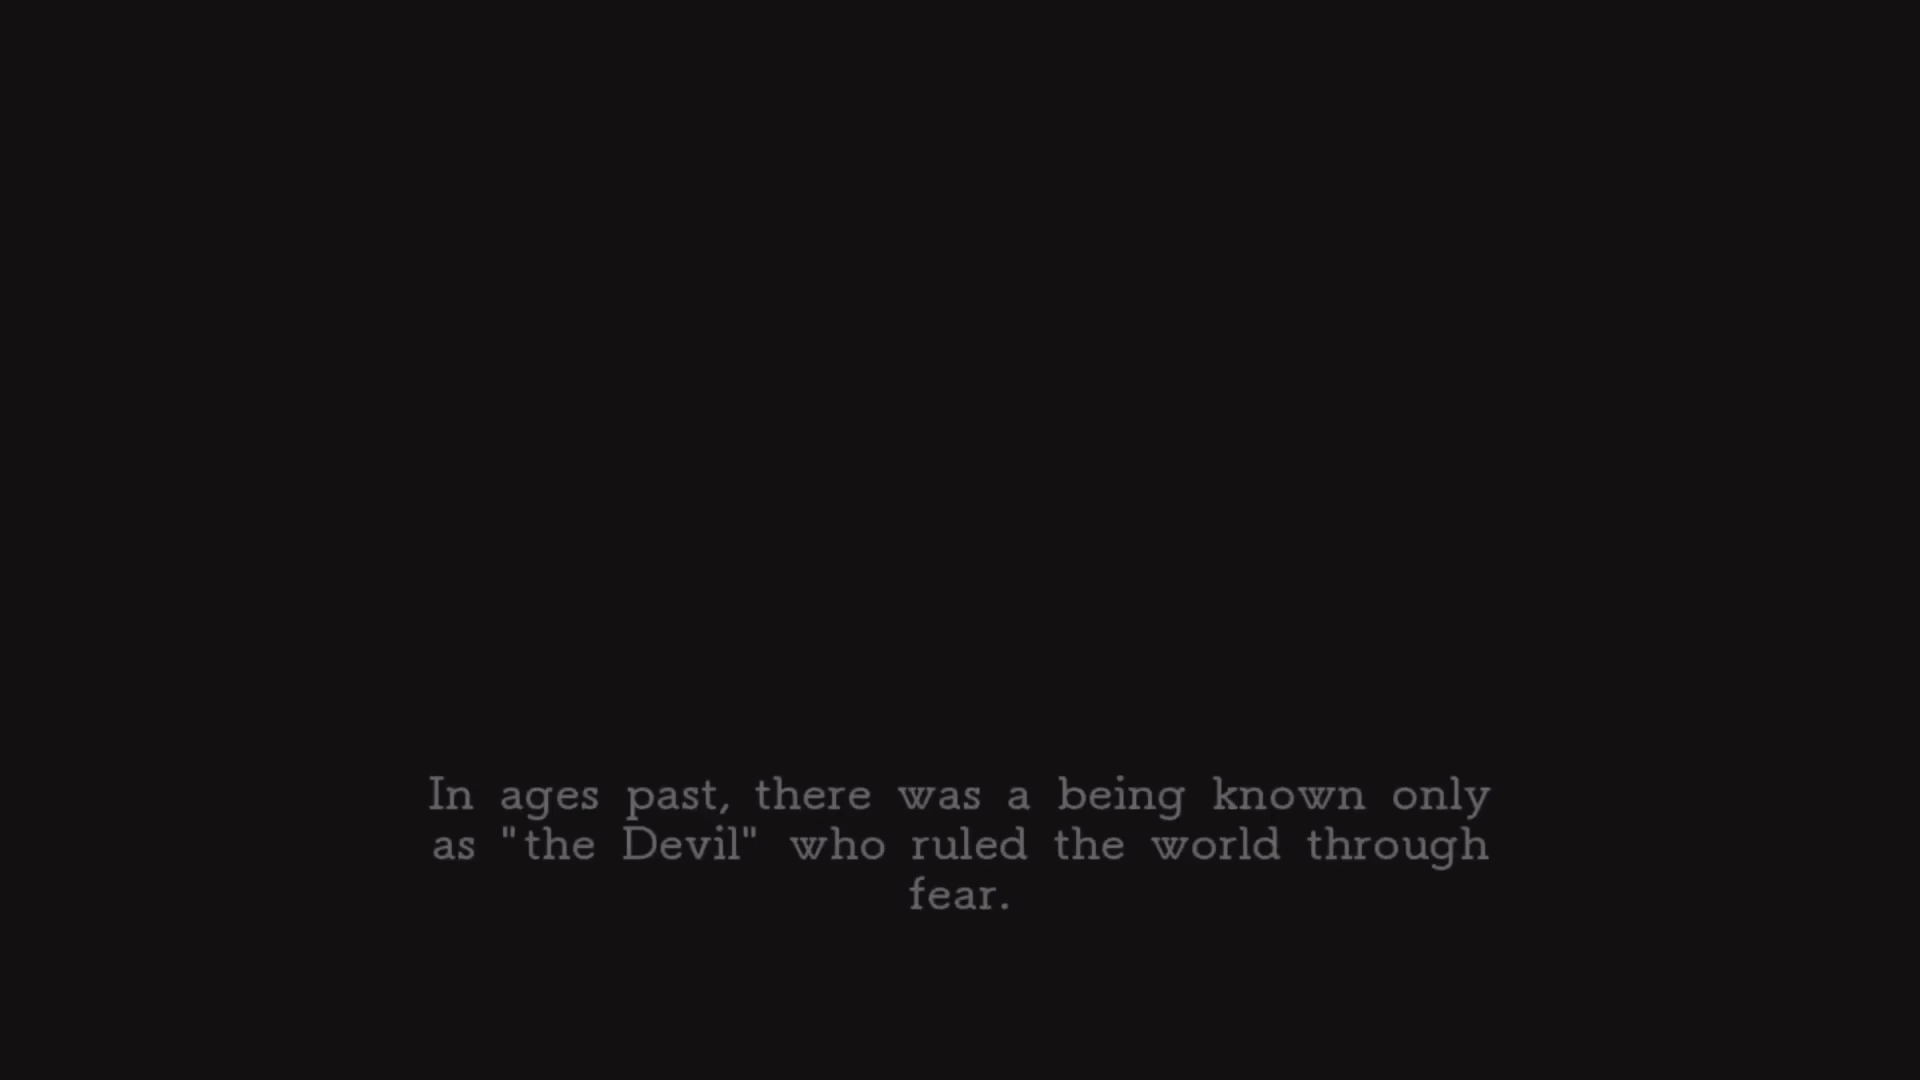 In ages past, there was a being known only
as "the Devil" who ruled the world through
fear.